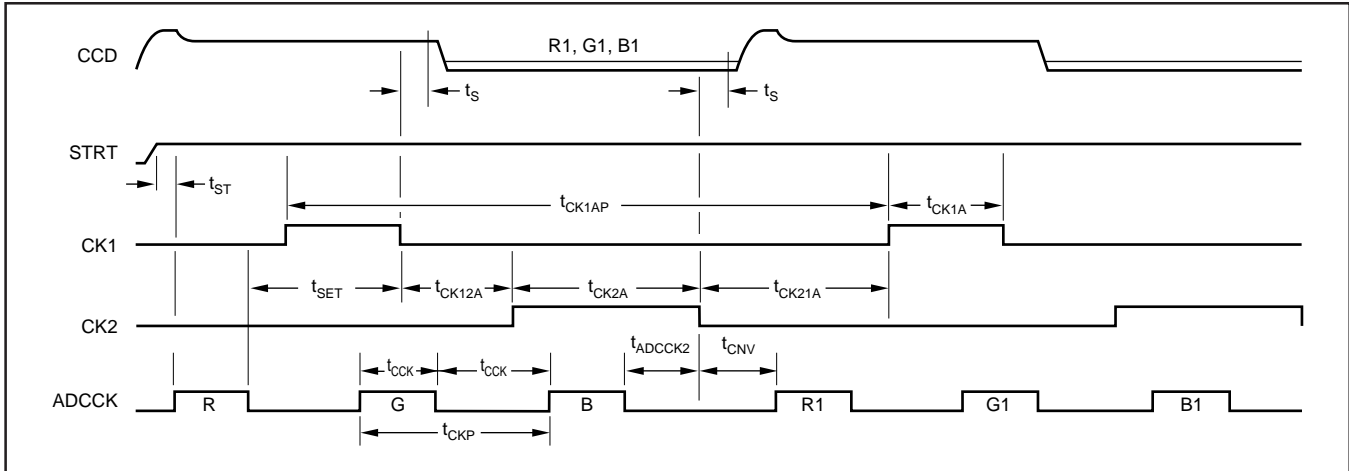 CCD
R1, G1, B1
tS
tS
STRT
tST
tCK1AP
tCK1A
CK1
tSET
tCK12A
tCK2A
tCK21A
CK2
tADCCK2
tCNV
tCCK
tCCK
ADCCK
R
G
B
R1
G1
B1
tCKP